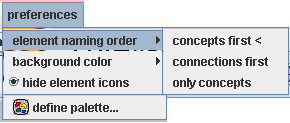 preferences
element naming order
background color
hide element icons
define palette...
concepts first <
connections first
only concepts